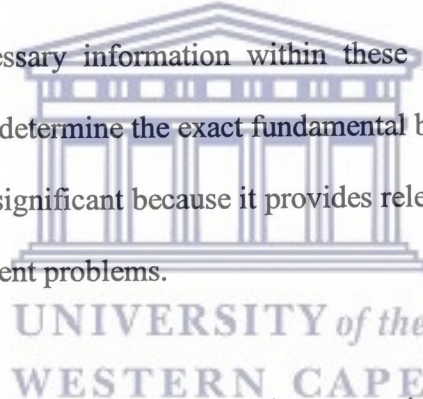 essary information within these
determine the exact fundamental b
significant because it provides rele
ent problems.
UNIVERSITY of the
WESTERN CAPE